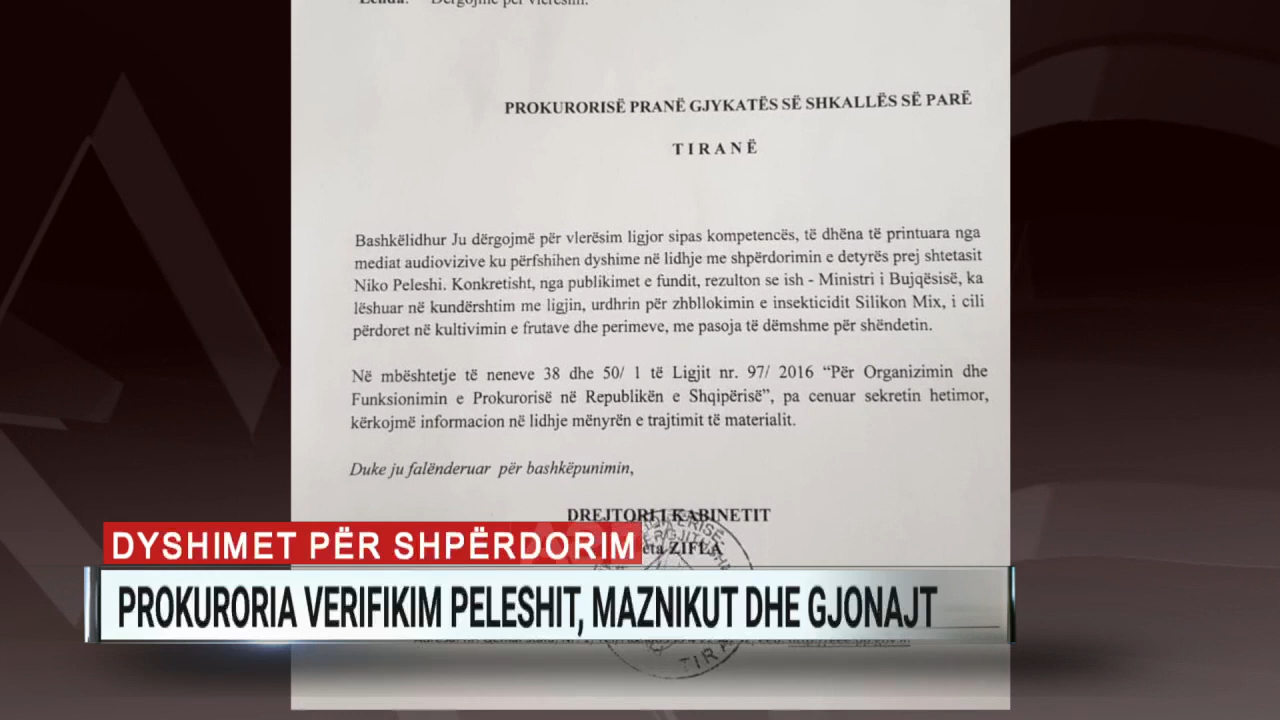 Lënda: Dërgojmë për vlerësim.
PROKURORISË PRANË GJYKATËS SË SHKALLËS SË PARË
TIRANË
Bashkëlidhur Ju dërgojmë për vlerësim ligjor sipas kompetencës, të dhëna të printuara nga
mediat audiovizive ku përfshihen dyshime në lidhje me shpërdorimin e detyrës prej shtetasit
Niko Peleshi. Konkretisht, nga publikimet e fundit, rezulton se ish - Ministri i Bujqësisë, ka
lëshuar në kundërshtim me ligjin, urdhrin për zhbllokimin e insekticidit Silikon Mix, i cili
përdoret në kultivimin e frutave dhe perimeve, me pasoja të dëmshme për shëndetin.
Në mbështetje të neneve 38 dhe 50/ 1 të Ligjit nr. 97/ 2016 “Për Organizimin dhe
Funksionimin e Prokurorisë në Republikën e Shqipërisë”, pa cenuar sekretin hetimor,
kërkojmë informacion në lidhje mënyrën e trajtimit të materialit.
Duke ju falënderuar për bashkëpunimin,
DREJTORI I KABINETIT
ZIFLA
DYSHIMET PËR SHPËRDORIM
PROKURORIA VERIFIKIM PELESHIT, MAZNIKUT DHE GJONAJT